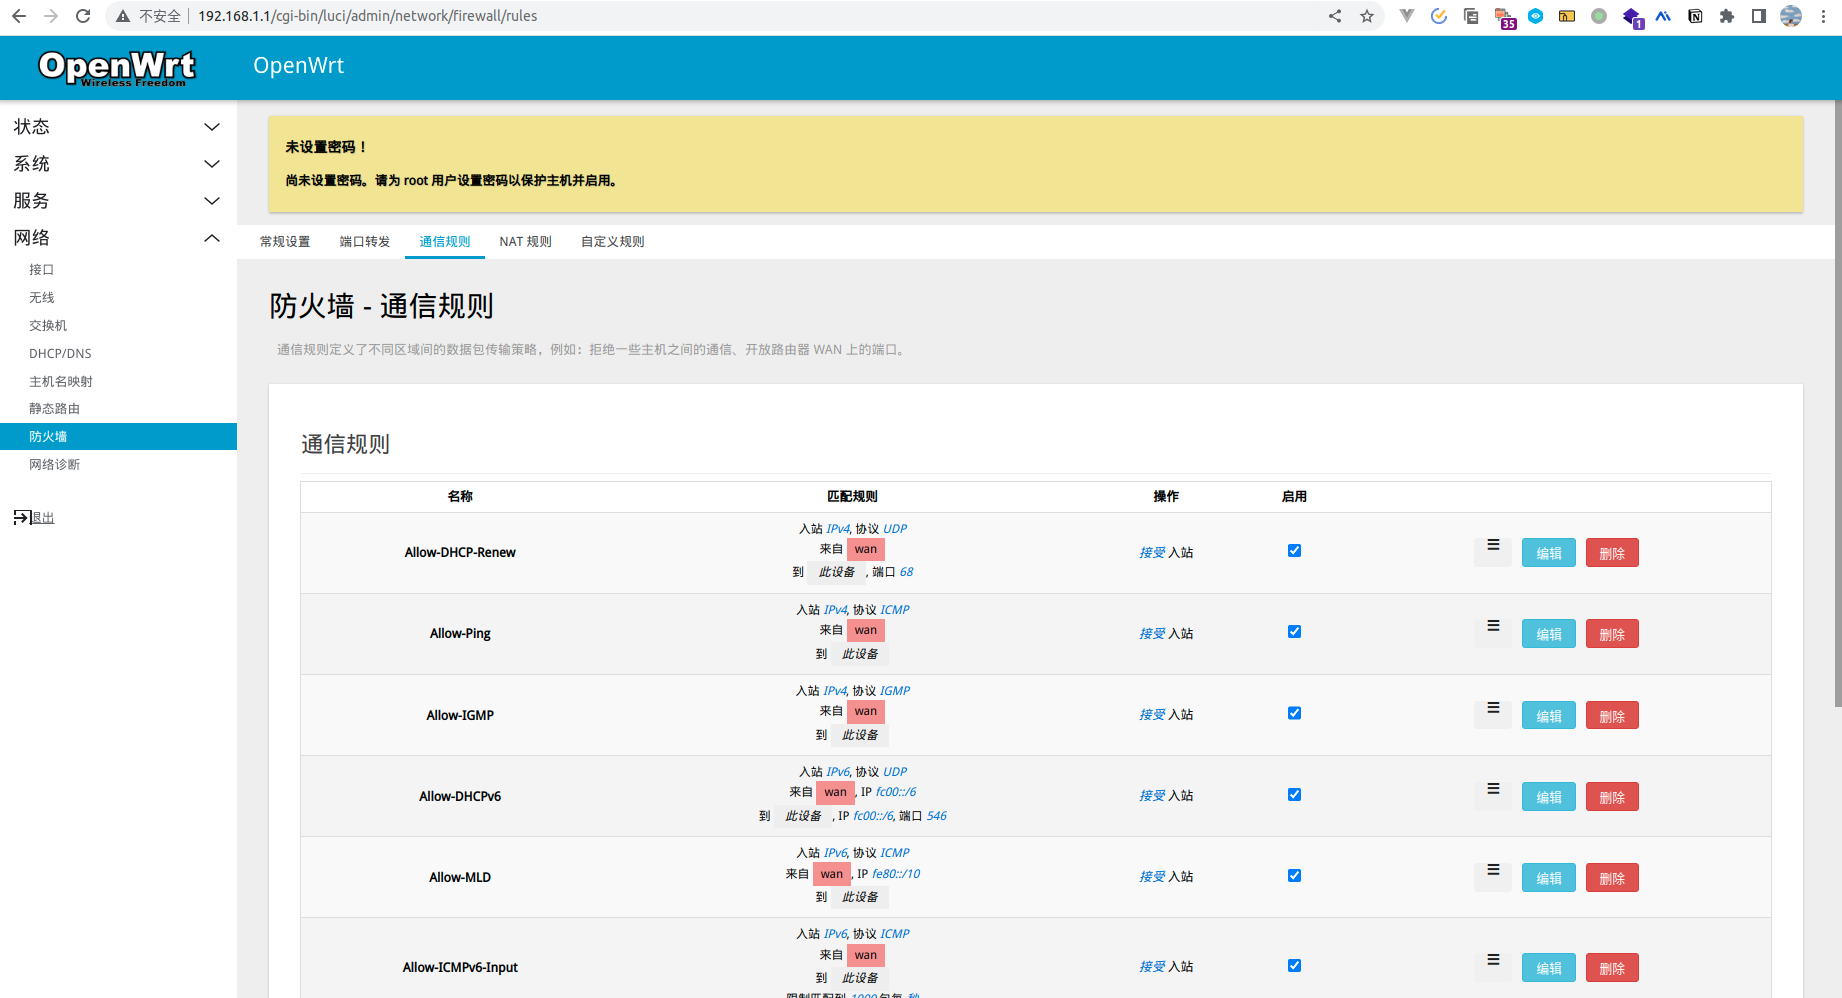 不安全 192.168.1.1/cgi-bin/luci/admin/network/firewall/rules
35
1
OpenWrt
Wireless Freedom
OpenWrt
状态
系统
服务
网络
接口
无线
交换机
DHCP/DNS
主机名映射
静态路由
防火墙
网络诊断
退出
未设置密码！
尚未设置密码。请为 root 用户设置密码以保护主机并启用。
常规设置 端口转发 通信规则 NAT 规则 自定义规则
防火墙 - 通信规则
通信规则定义了不同区域间的数据包传输策略，例如：拒绝一些主机之间的通信、开放路由器 WAN 上的端口。
通信规则
名称 匹配规则 操作 启用
入站 IPv4, 协议 UDP
来自 wan
到 此设备 , 端口 68
Allow-DHCP-Renew 接受 入站 编辑 删除
入站 IPv4, 协议 ICMP
来自 wan
到 此设备
Allow-Ping 接受 入站 编辑 删除
入站 IPv4, 协议 IGMP
来自 wan
到 此设备
Allow-IGMP 接受 入站 编辑 删除
入站 IPv6, 协议 UDP
来自 wan , IP fc00::/6
到 此设备 , IP fc00::/6, 端口 546
Allow-DHCPv6 接受 入站 编辑 删除
入站 IPv6, 协议 ICMP
来自 wan , IP fe80::/10
到 此设备
Allow-MLD 接受 入站 编辑 删除
入站 IPv6, 协议 ICMP
来自 wan
到 此设备
限制匹配到 1000 包每 秒
Allow-ICMPv6-Input 接受 入站 编辑 删除